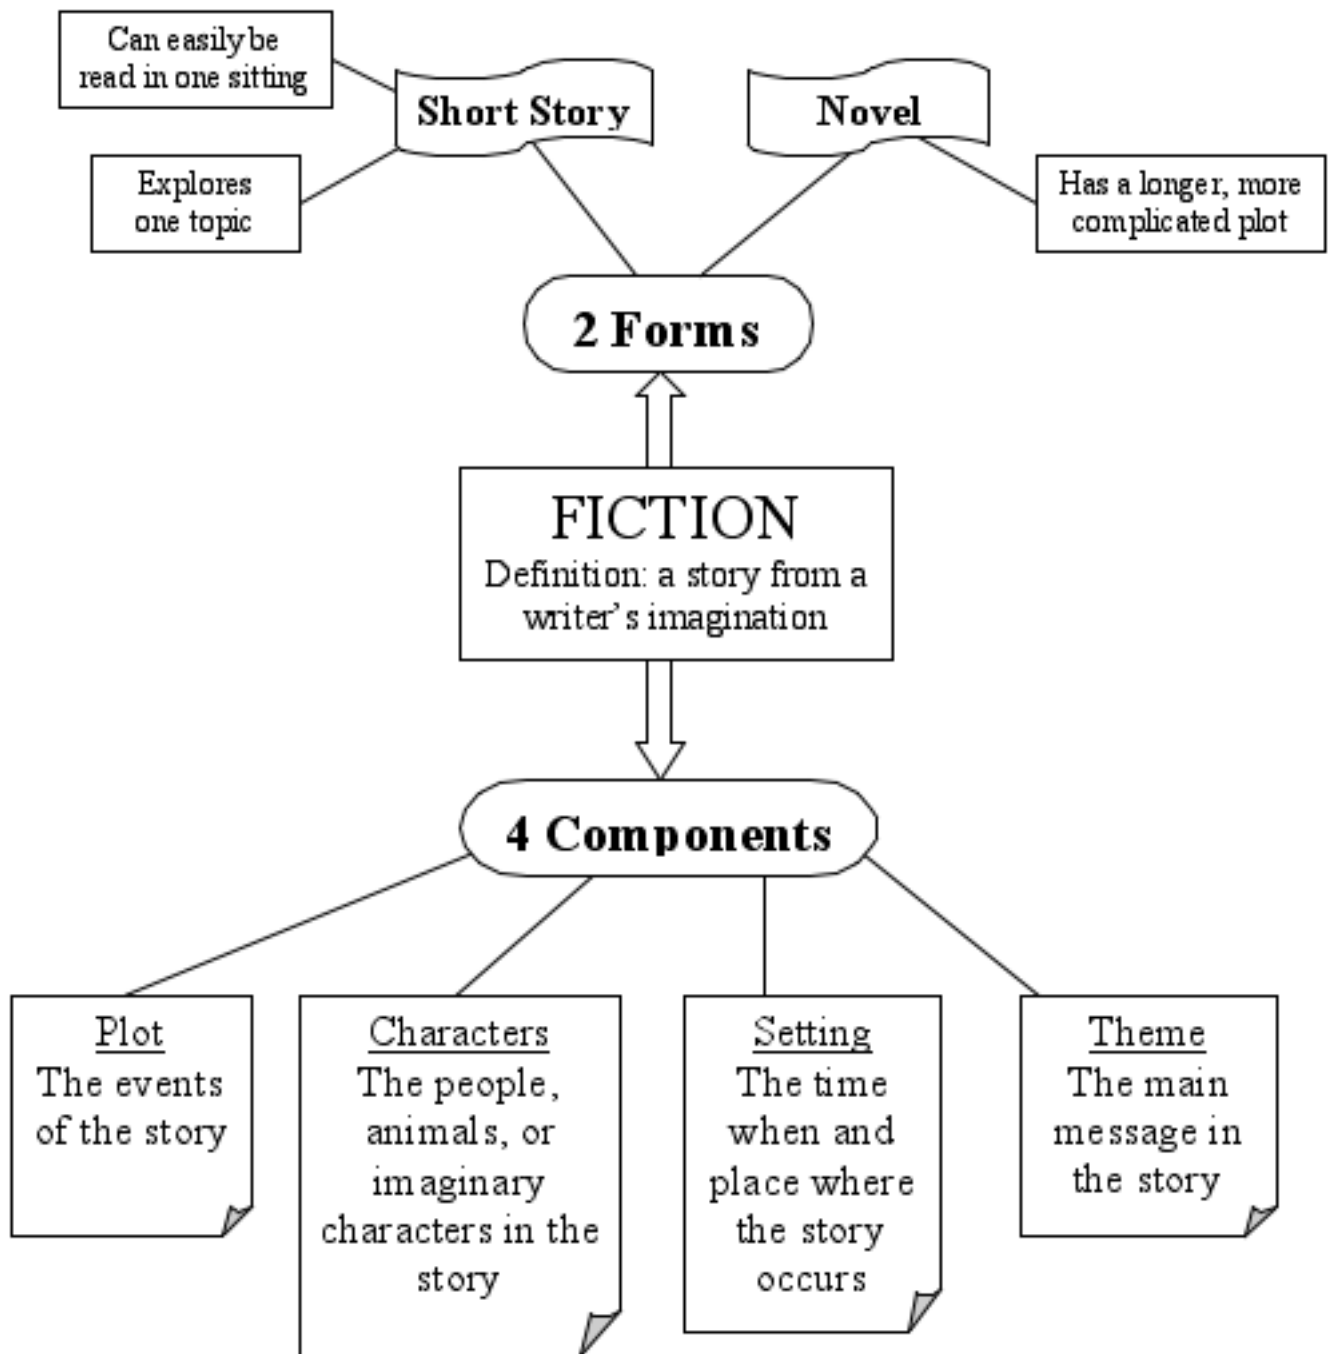 Can easily be
read in one sitting
Short Story
Novel
Explores
one topic
Has a longer, more
complicated plot
2 Forms
FICTION
Definition: a story from a
writer's imagination
4 Components
Plot
The events
of the story
Characters
The people,
animals, or
imaginary
characters in the
story
Setting
The time
when and
place where
the story
occurs
Theme
The main
message in
the story